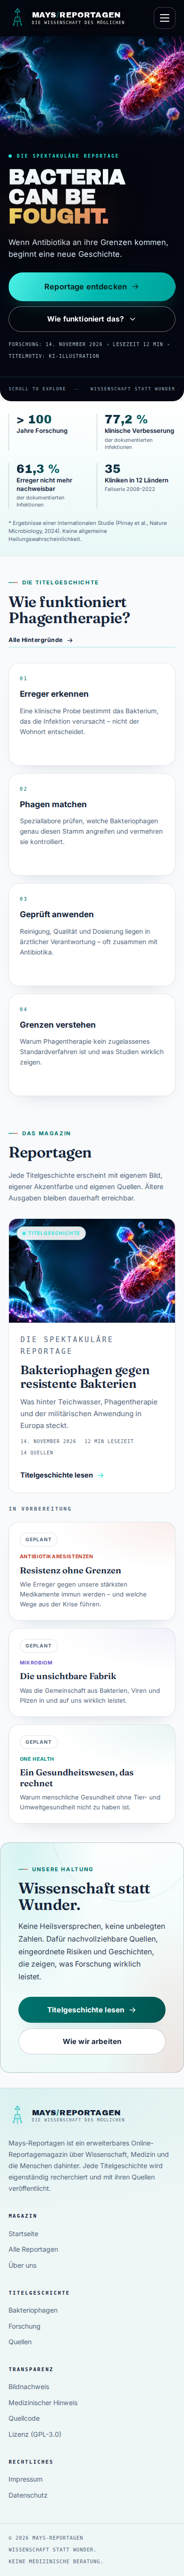 MAYS/REPORTAGEN
DIE WISSENSCHAFT DES MÖGLICHEN
DIE SPEKTAKULÄRE REPORTAGE
BACTERIA
CAN BE
FOUGHT.
Wenn Antibiotika an ihre Grenzen kommen,
beginnt eine neue Geschichte.
Reportage entdecken →
Wie funktioniert das?
FORSCHUNG: 14. NOVEMBER 2026 • LESEZEIT 12 MIN •
TITELMOTIV: KI-ILLUSTRATION
SCROLL TO EXPLORE — WISSENSCHAFT STATT WUNDER
> 100
Jahre Forschung
77,2 %
klinische Verbesserung
der dokumentierten
Infektionen
61,3 %
Erreger nicht mehr
nachweisbar
der dokumentierten
Infektionen
35
Kliniken in 12 Ländern
Fallserie 2008–2022
* Ergebnisse einer internationalen Studie (Pirnay et al., Nature
Microbiology, 2024). Keine allgemeine
Heilungswahrscheinlichkeit.
DIE TITELGESCHICHTE
Wie funktioniert
Phagentherapie?
Alle Hintergründe →
01
Erreger erkennen
Eine klinische Probe bestimmt das Bakterium,
das die Infektion verursacht – nicht der
Wohnort entscheidet.
02
Phagen matchen
Speziallabore prüfen, welche Bakteriophagen
genau diesen Stamm angreifen und vermehren
sie kontrolliert.
03
Geprüft anwenden
Reinigung, Qualität und Dosierung liegen in
ärztlicher Verantwortung – oft zusammen mit
Antibiotika.
04
Grenzen verstehen
Warum Phagentherapie kein zugelassenes
Standardverfahren ist und was Studien wirklich
zeigen.
DAS MAGAZIN
Reportagen
Jede Titelgeschichte erscheint mit eigenem Bild,
eigener Akzentfarbe und eigenen Quellen. Ältere
Ausgaben bleiben dauerhaft erreichbar.
TITELGESCHICHTE
DIE SPEKTAKULÄRE
REPORTAGE
Bakteriophagen gegen
resistente Bakterien
Was hinter Teichwasser, Phagentherapie
und der militärischen Anwendung in
Europa steckt.
14. NOVEMBER 2026 12 MIN LESEZEIT
14 QUELLEN
Titelgeschichte lesen →
IN VORBEREITUNG
GEPLANT
ANTIBIOTIKARESISTENZEN
Resistenz ohne Grenzen
Wie Erreger gegen unsere stärksten
Medikamente immun werden – und welche
Wege aus der Krise führen.
GEPLANT
MIKROBIOM
Die unsichtbare Fabrik
Was die Gemeinschaft aus Bakterien, Viren und
Pilzen in und auf uns wirklich leistet.
GEPLANT
ONE HEALTH
Ein Gesundheitswesen, das
rechnet
Warum menschliche Gesundheit ohne Tier- und
Umweltgesundheit nicht zu haben ist.
UNSERE HALTUNG
Wissenschaft statt
Wunder.
Keine Heilsversprechen, keine unbelegten
Zahlen. Dafür nachvollziehbare Quellen,
eingeordnete Risiken und Geschichten,
die zeigen, was Forschung wirklich
leistet.
Titelgeschichte lesen →
Wie wir arbeiten
MAYS/REPORTAGEN
DIE WISSENSCHAFT DES MÖGLICHEN
Mays-Reportagen ist ein erweiterbares Online-
Reportagemagazin über Wissenschaft, Medizin und
die Menschen dahinter. Jede Titelgeschichte wird
eigenständig recherchiert und mit ihren Quellen
veröffentlicht.
MAGAZIN
Startseite
Alle Reportagen
Über uns
TITELGESCHICHTE
Bakteriophagen
Forschung
Quellen
TRANSPARENZ
Bildnachweis
Medizinischer Hinweis
Quellcode
Lizenz (GPL-3.0)
RECHTLICHES
Impressum
Datenschutz
© 2026 MAYS-REPORTAGEN
WISSENSCHAFT STATT WUNDER.
KEINE MEDIZINISCHE BERATUNG.